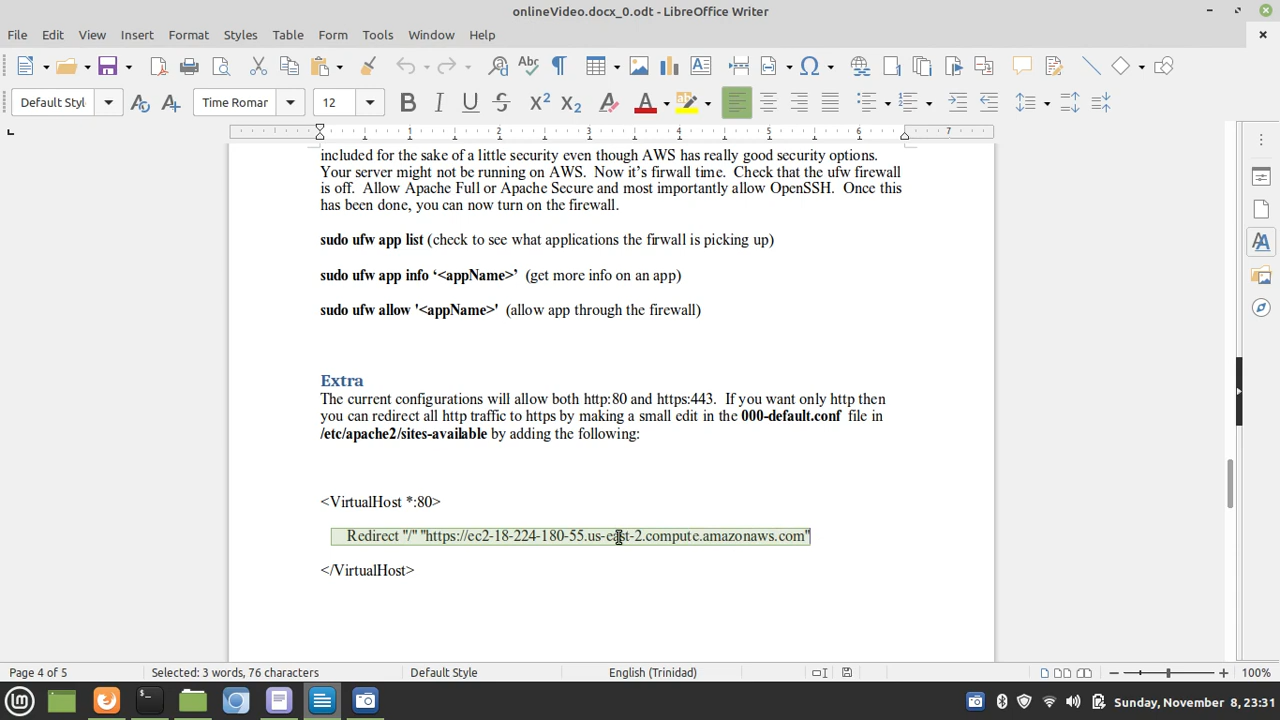 onlineVideo.docx_0.odt - LibreOffice Writer
File Edit View Insert Format Styles Table Form Tools Window Help
Default Styl Time Romar 12
1 2 3 4 5 6 7
included for the sake of a little security even though AWS has really good security options.
Your server might not be running on AWS.  Now it's firwall time.  Check that the ufw firewall
is off.  Allow Apache Full or Apache Secure and most importantly allow OpenSSH.  Once this
has been done, you can now turn on the firewall.
sudo ufw app list (check to see what applications the firwall is picking up)
sudo ufw app info ‘<appName>’  (get more info on an app)
sudo ufw allow '<appName>'  (allow app through the firewall)
Extra
The current configurations will allow both http:80 and https:443.  If you want only http then
you can redirect all http traffic to https by making a small edit in the 000-default.conf  file in
/etc/apache2/sites-available by adding the following:
<VirtualHost *:80>
Redirect "/" "https://ec2-18-224-180-55.us-east-2.compute.amazonaws.com"
</VirtualHost>
Page 4 of 5 Selected: 3 words, 76 characters Default Style English (Trinidad) 100%
Sunday, November 8, 23:31